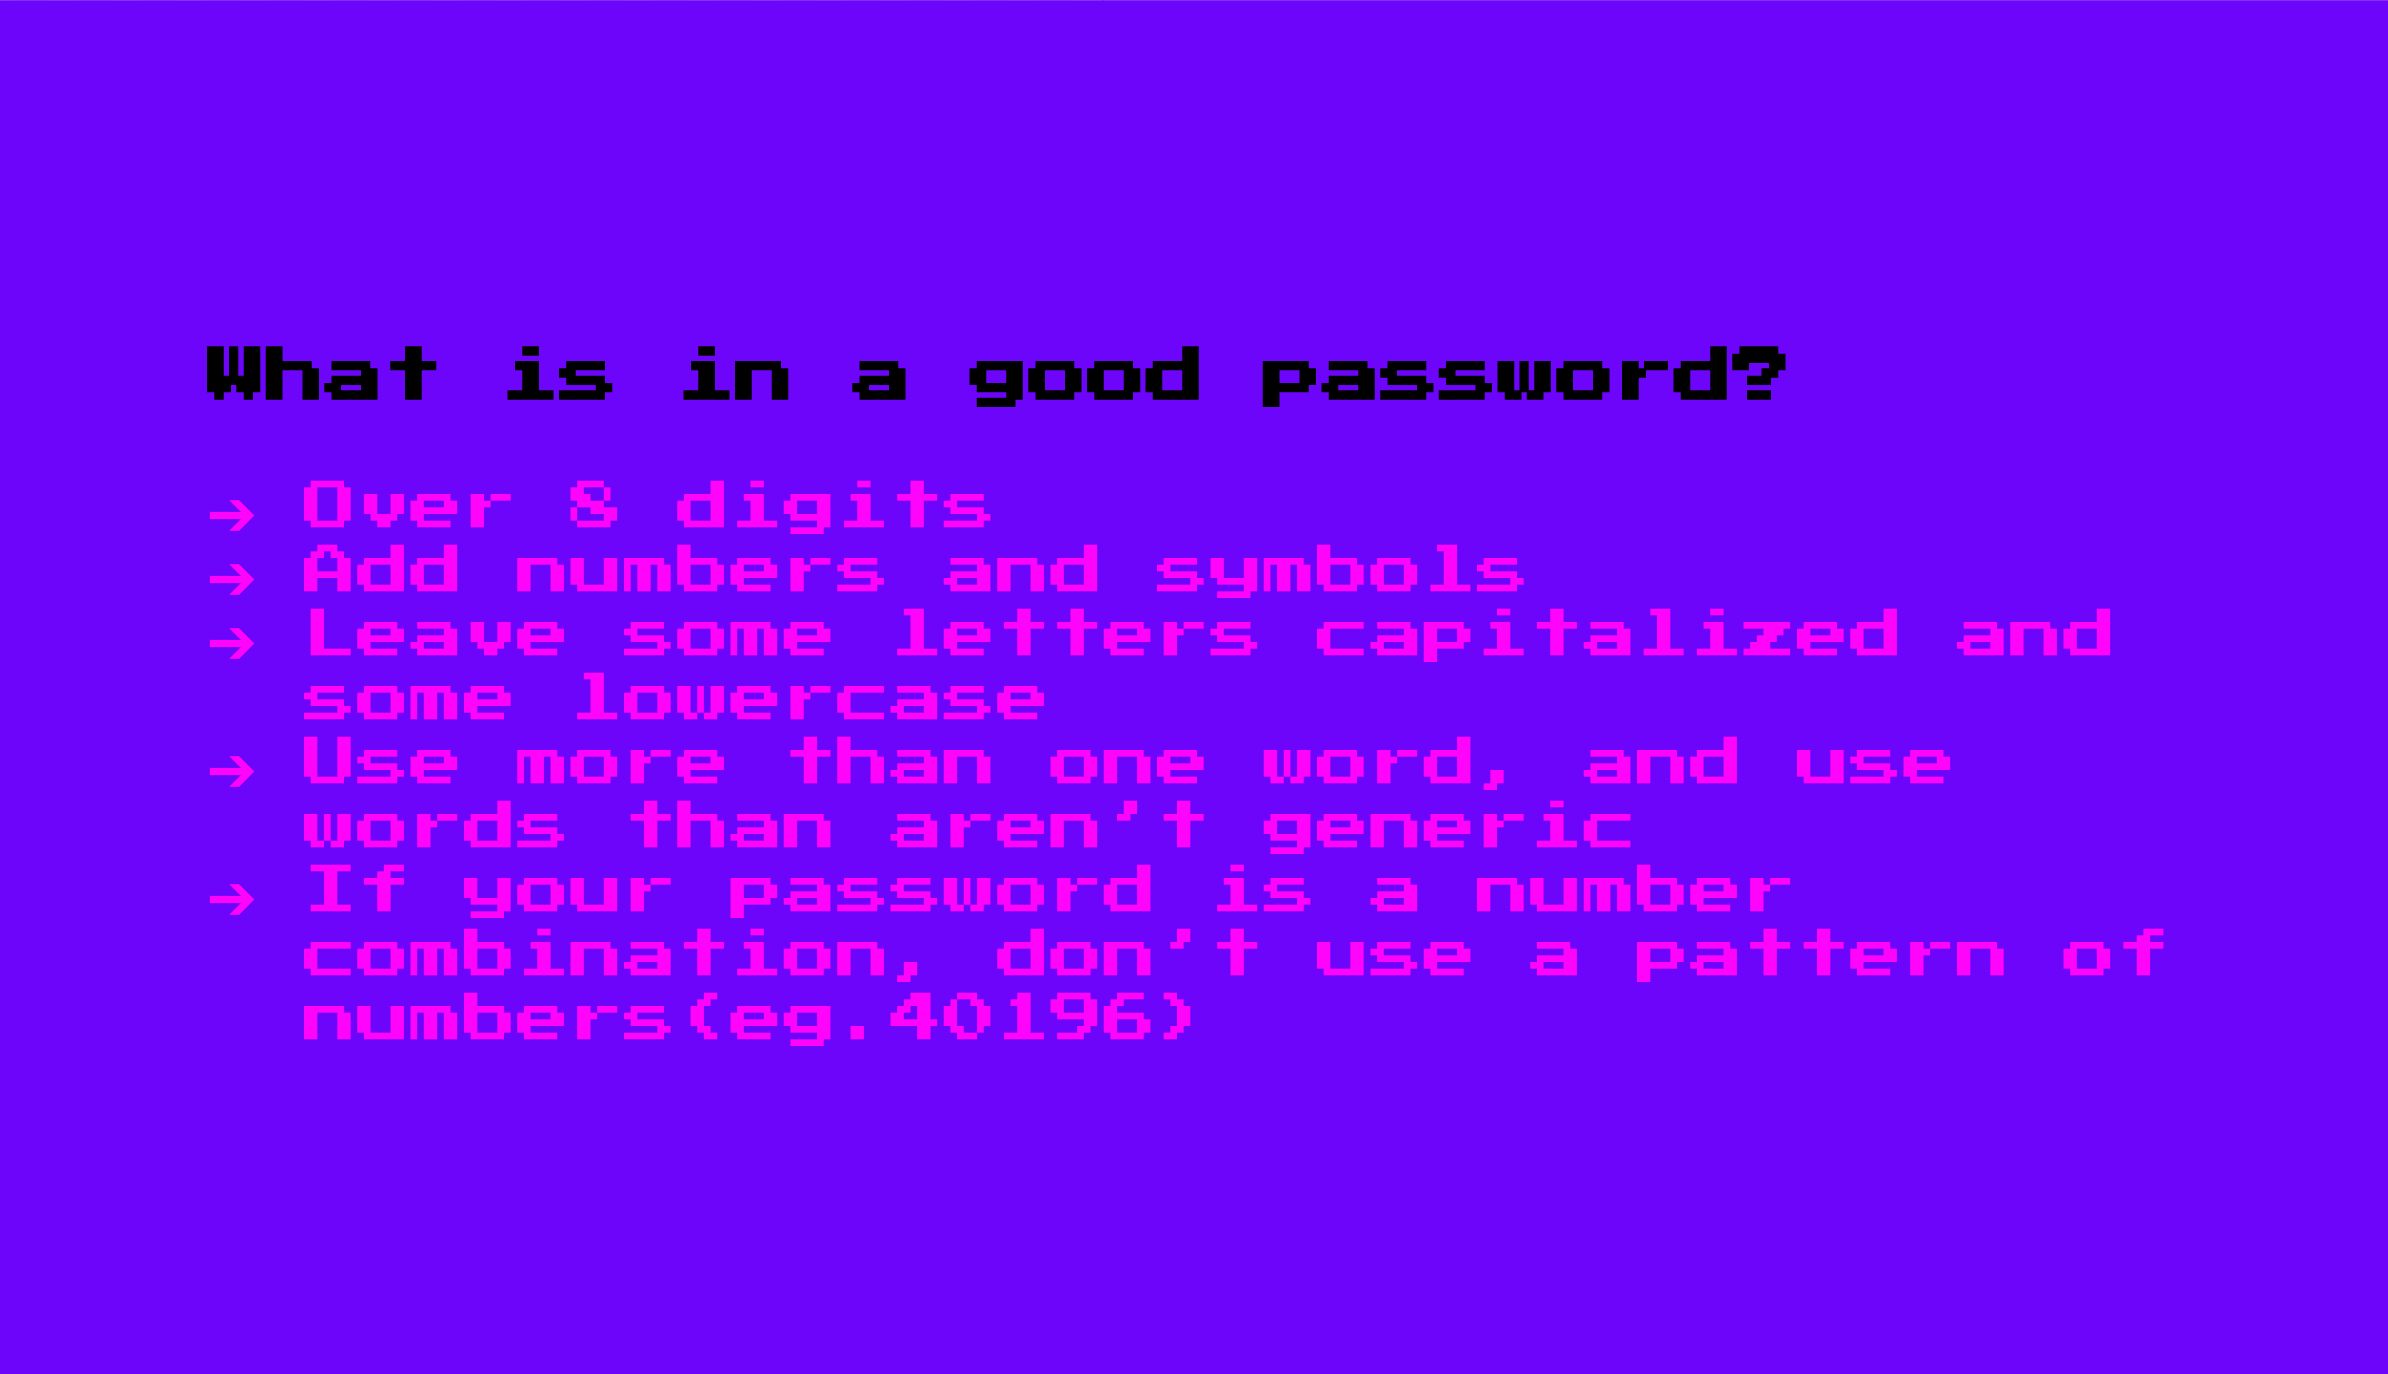 What is in a good password?
→ Over 8 digits
→ Add numbers and symbols
→ Leave some letters capitalized and
some lowercase
→ Use more than one word, and use
words than aren't generic
→ If your password is a number
combination, don't use a pattern of
numbers(eg.40196)